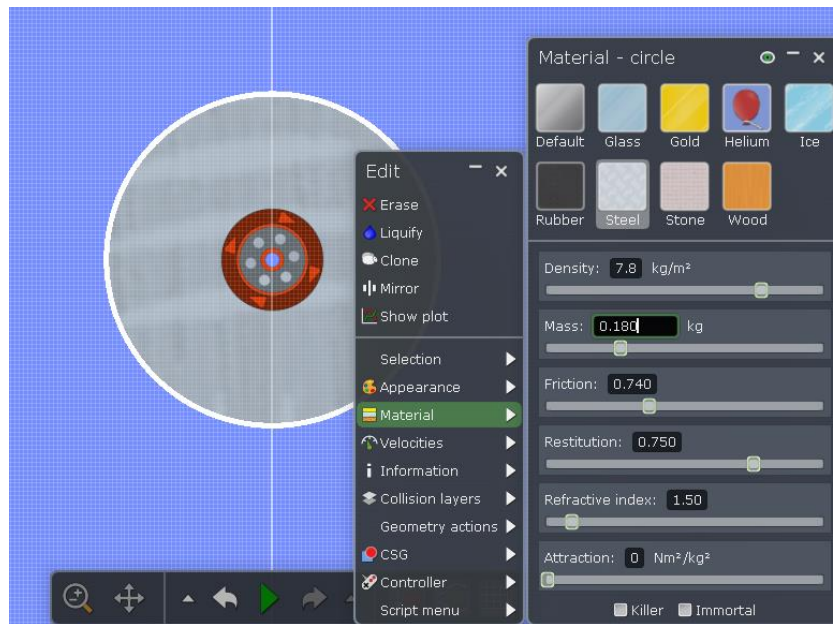 Material - circle
Default Glass Gold Helium Ice
Rubber Steel Stone Wood
Density: 7.8 kg/m²
Mass: 0.180 kg
Friction: 0.740
Restitution: 0.750
Refractive index: 1.50
Attraction: 0 Nm²/kg²
Killer Immortal
Edit
Erase
Liquify
Clone
Mirror
Show plot
Selection
Appearance
Material
Velocities
Information
Collision layers
Geometry actions
CSG
Controller
Script menu